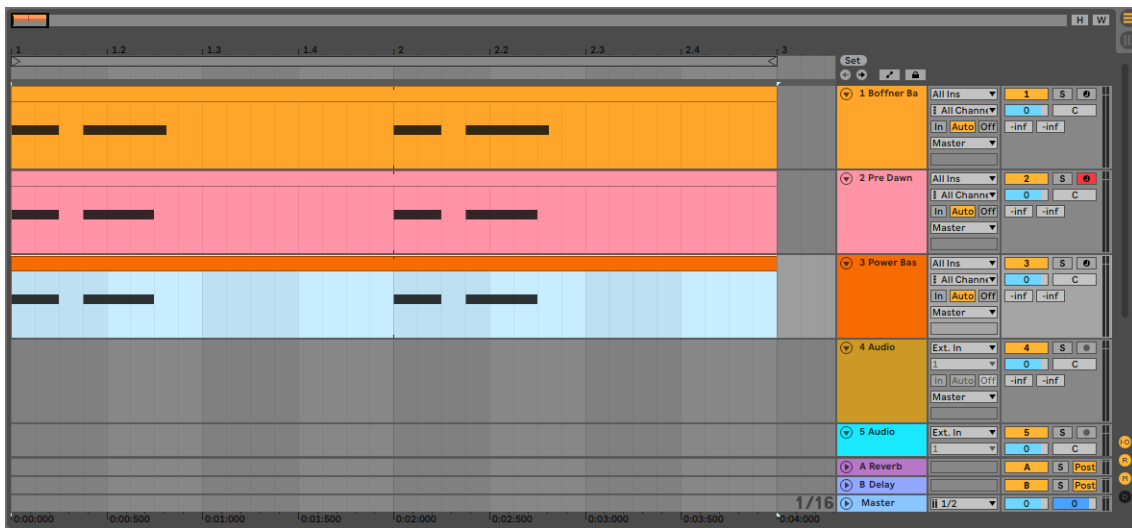 H W
1 1.2 1.3 1.4 2 2.2 2.3 2.4 3
Set
1 Boffner Ba All Ins 1 S
All Channe 0 C
In Auto Off -inf -inf
Master
2 Pre Dawn All Ins 2 S
All Channe 0 C
In Auto Off -inf -inf
Master
3 Power Bas All Ins 3 S
All Channe 0 C
In Auto Off -inf -inf
Master
4 Audio Ext. In 4 S
1 0 C
In Auto Off -inf -inf
Master
5 Audio Ext. In 5 S
1 0 C
A Reverb A S Post
B Delay B S Post
1/16 Master 1/2 0 0
0:00:000 0:00:500 0:01:000 0:01:500 0:02:000 0:02:500 0:03:000 0:03:500 0:04:000
I·O
R
M
D